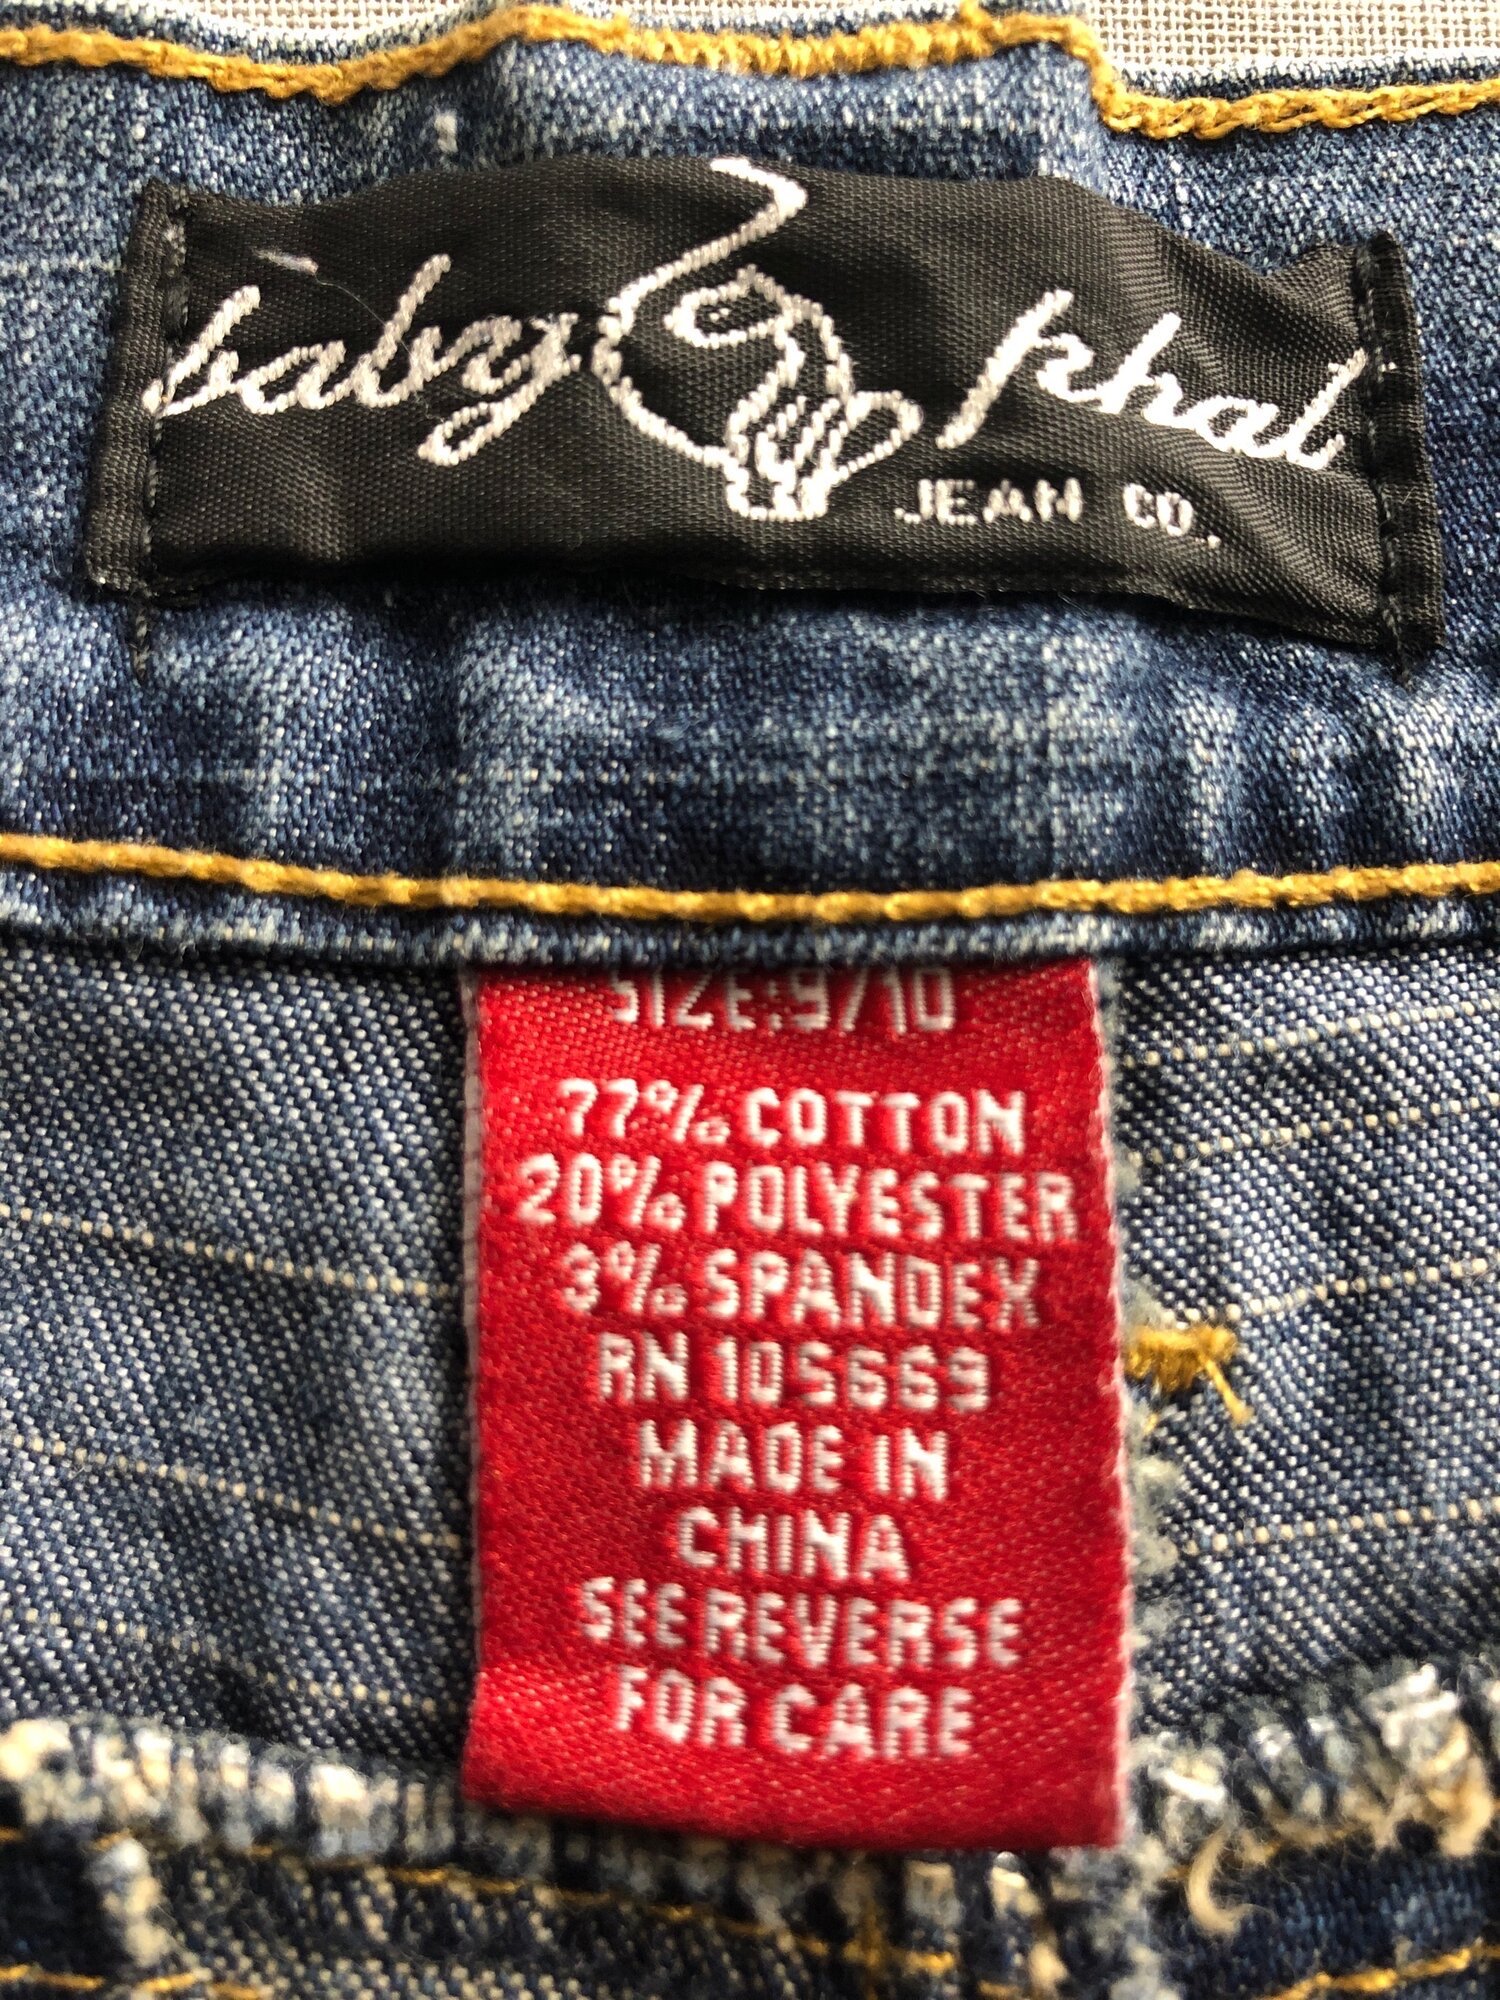 baby phat
JEAN CO.
SIZE:9/10
77% COTTON
20% POLYESTER
3% SPANDEX
RN 105669
MADE IN
CHINA
SEE REVERSE
FOR CARE